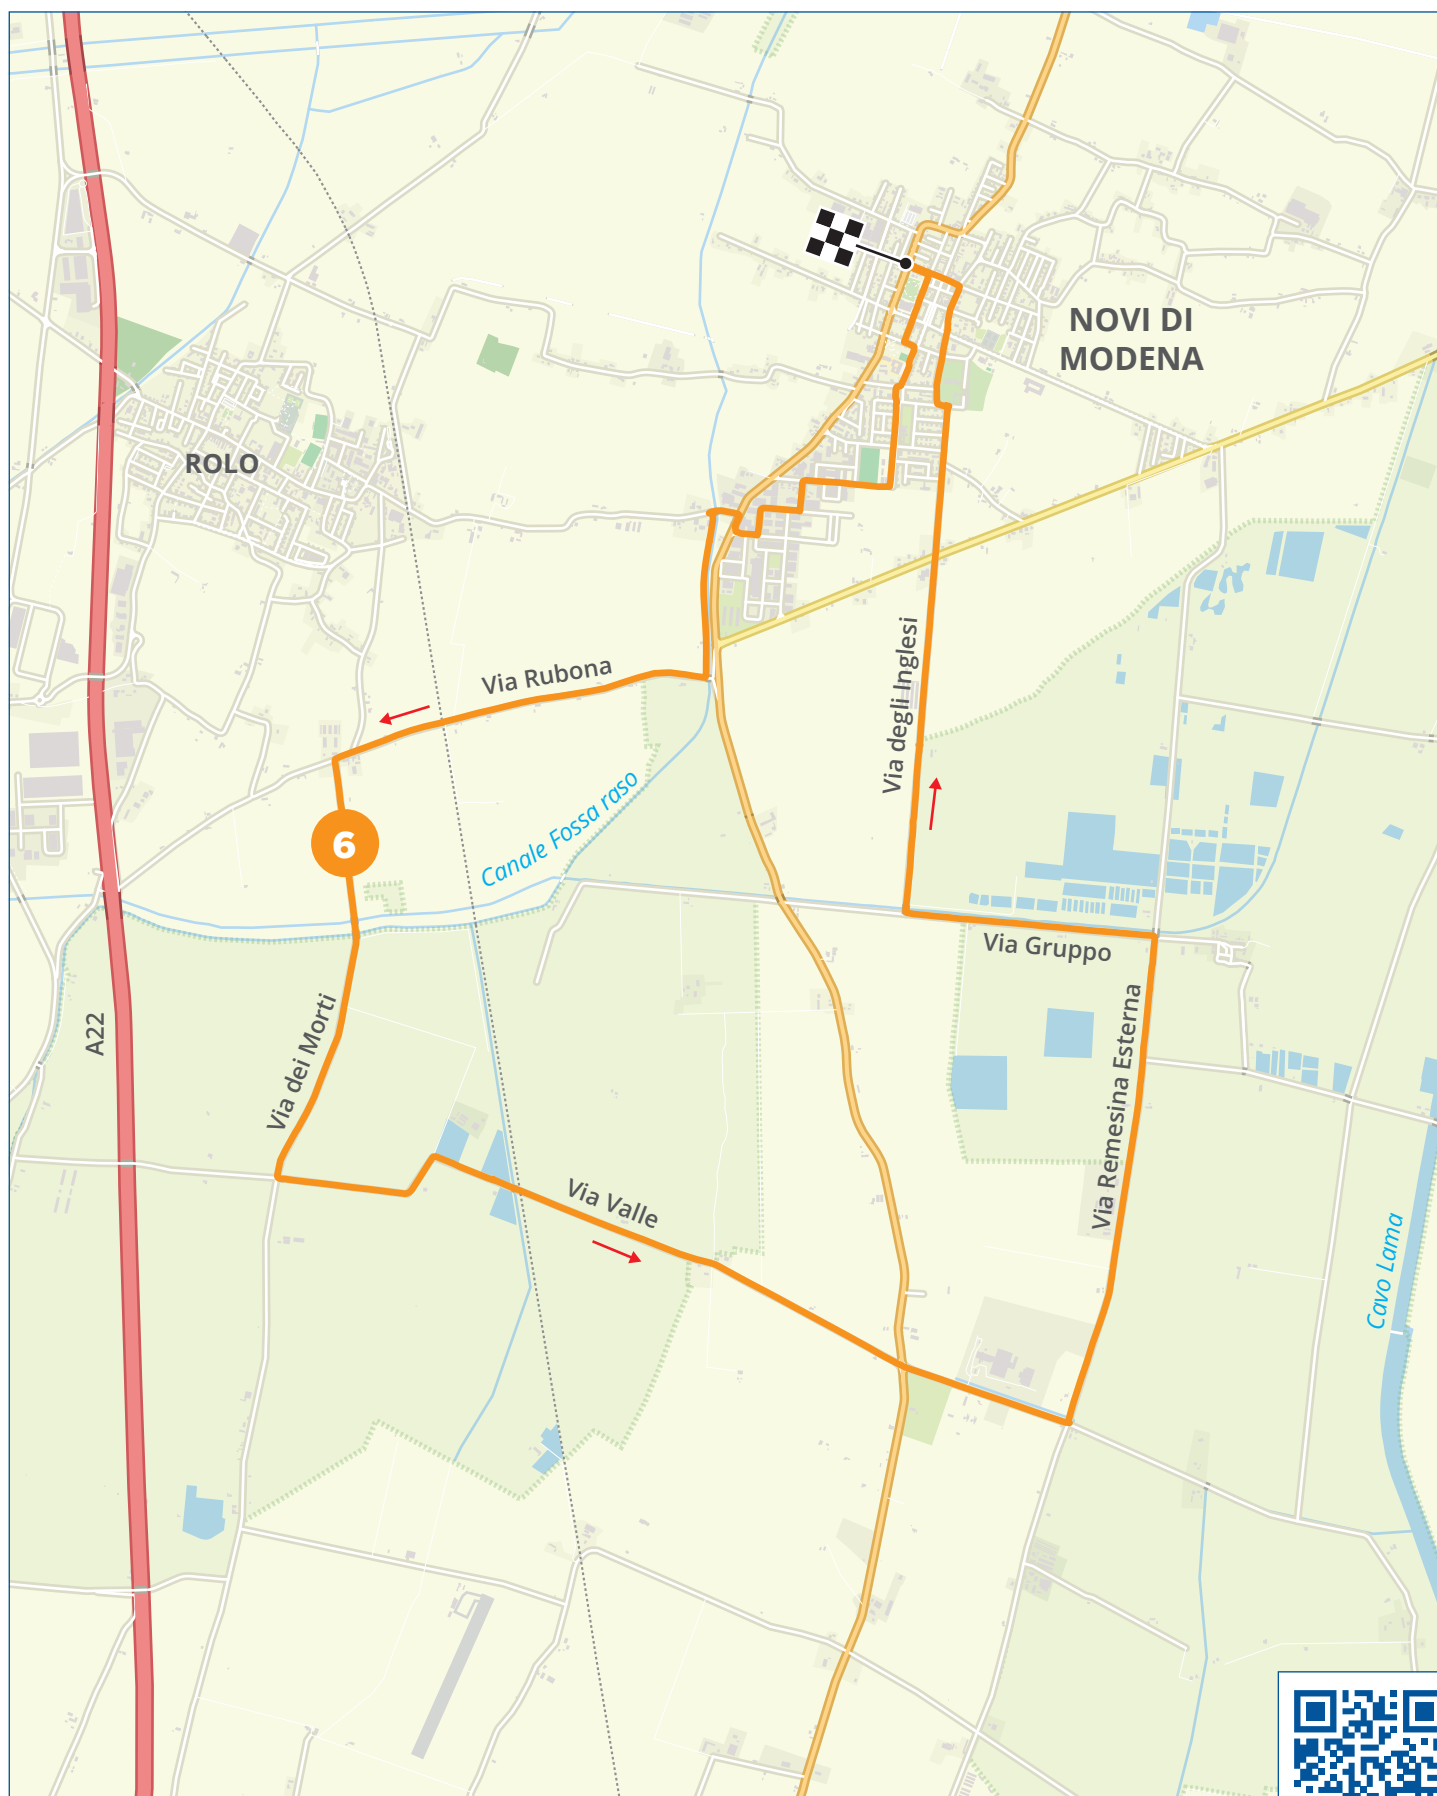 NOVI DI
MODENA
ROLO
Via Rubona
Via degli Inglesi
Canale Fossa raso
6
Via Gruppo
A22
Via dei Morti
Via Remesina Esterna
Via Valle
Cavo Lama